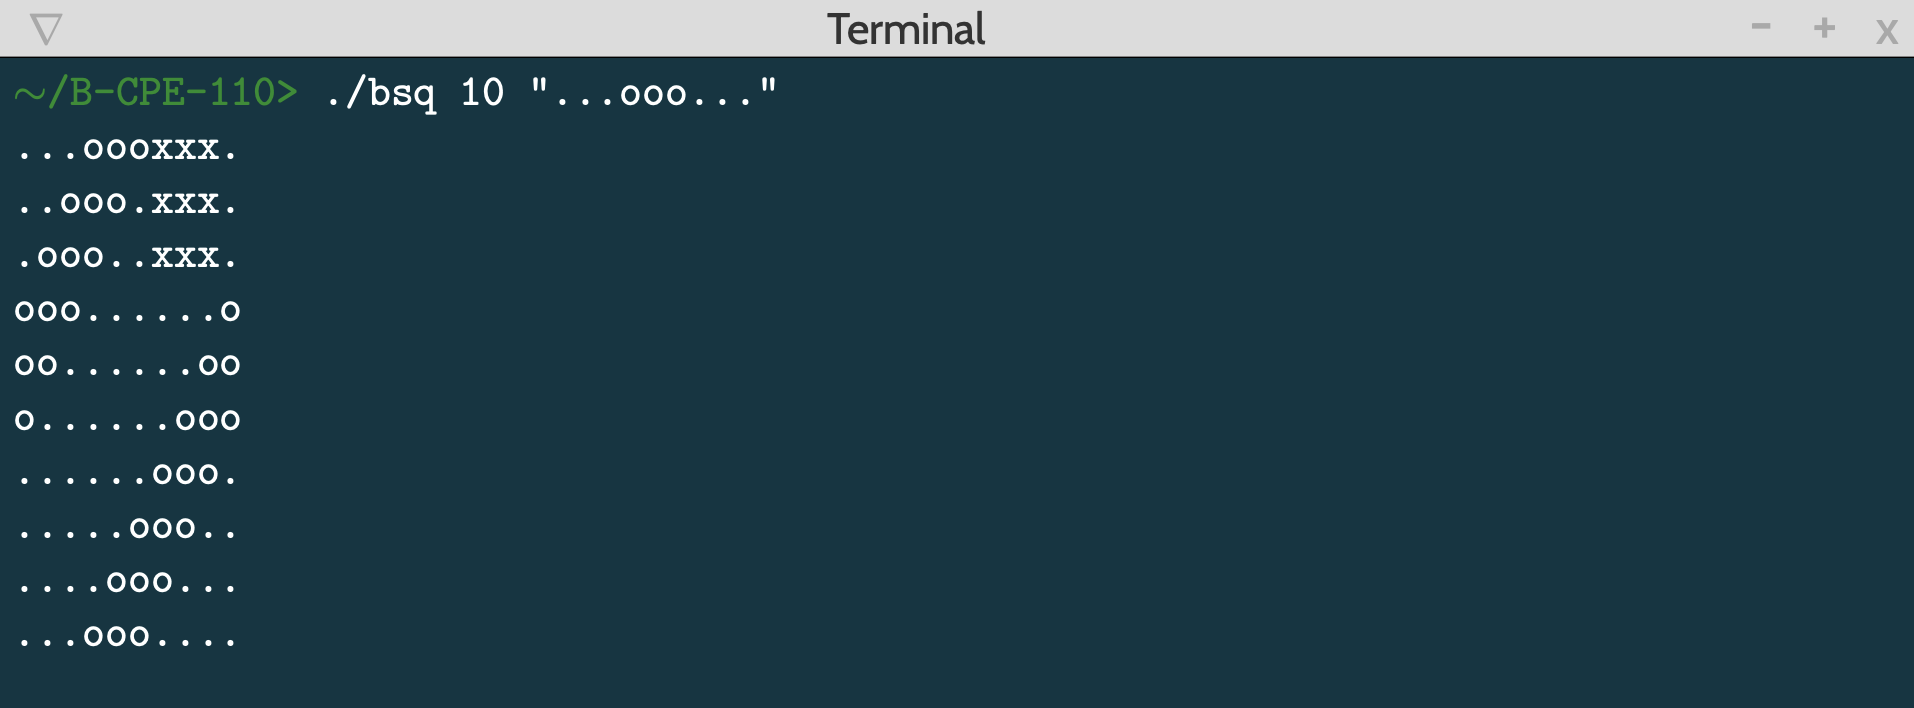 Terminal
~/B-CPE-110> ./bsq 10 "...ooo..."
...oooxxx.
..ooo.xxx.
.ooo..xxx.
ooo......o
oo......oo
o......ooo
......ooo.
.....ooo..
....ooo...
...ooo....